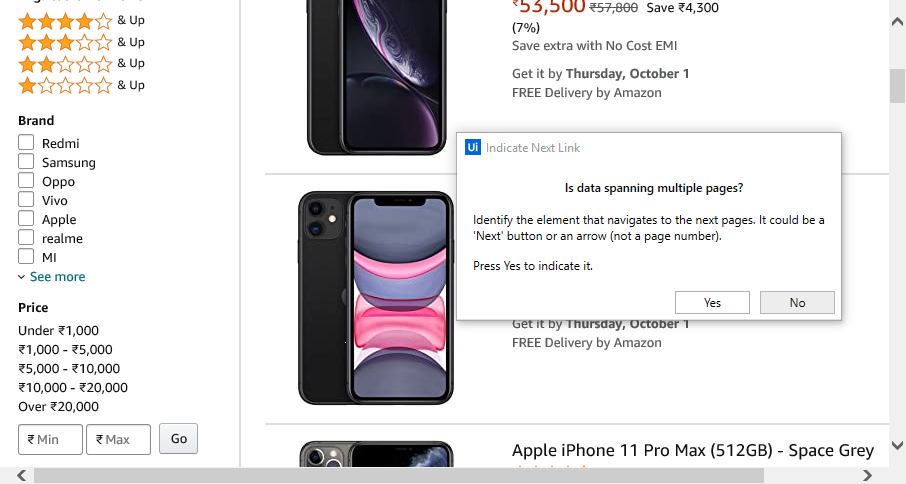 & Up
& Up
& Up
& Up
Brand
Redmi
Samsung
Oppo
Vivo
Apple
realme
MI
See more
Price
Under ₹1,000
₹1,000 - ₹5,000
₹5,000 - ₹10,000
₹10,000 - ₹20,000
Over ₹20,000
₹ Min ₹ Max Go
₹53,500 ₹57,800 Save ₹4,300
(7%)
Save extra with No Cost EMI
Get it by Thursday, October 1
FREE Delivery by Amazon
Ui Indicate Next Link
Is data spanning multiple pages?
Identify the element that navigates to the next pages. It could be a
'Next' button or an arrow (not a page number).
Press Yes to indicate it.
Yes No
Get it by Thursday, October 1
FREE Delivery by Amazon
Apple iPhone 11 Pro Max (512GB) - Space Grey